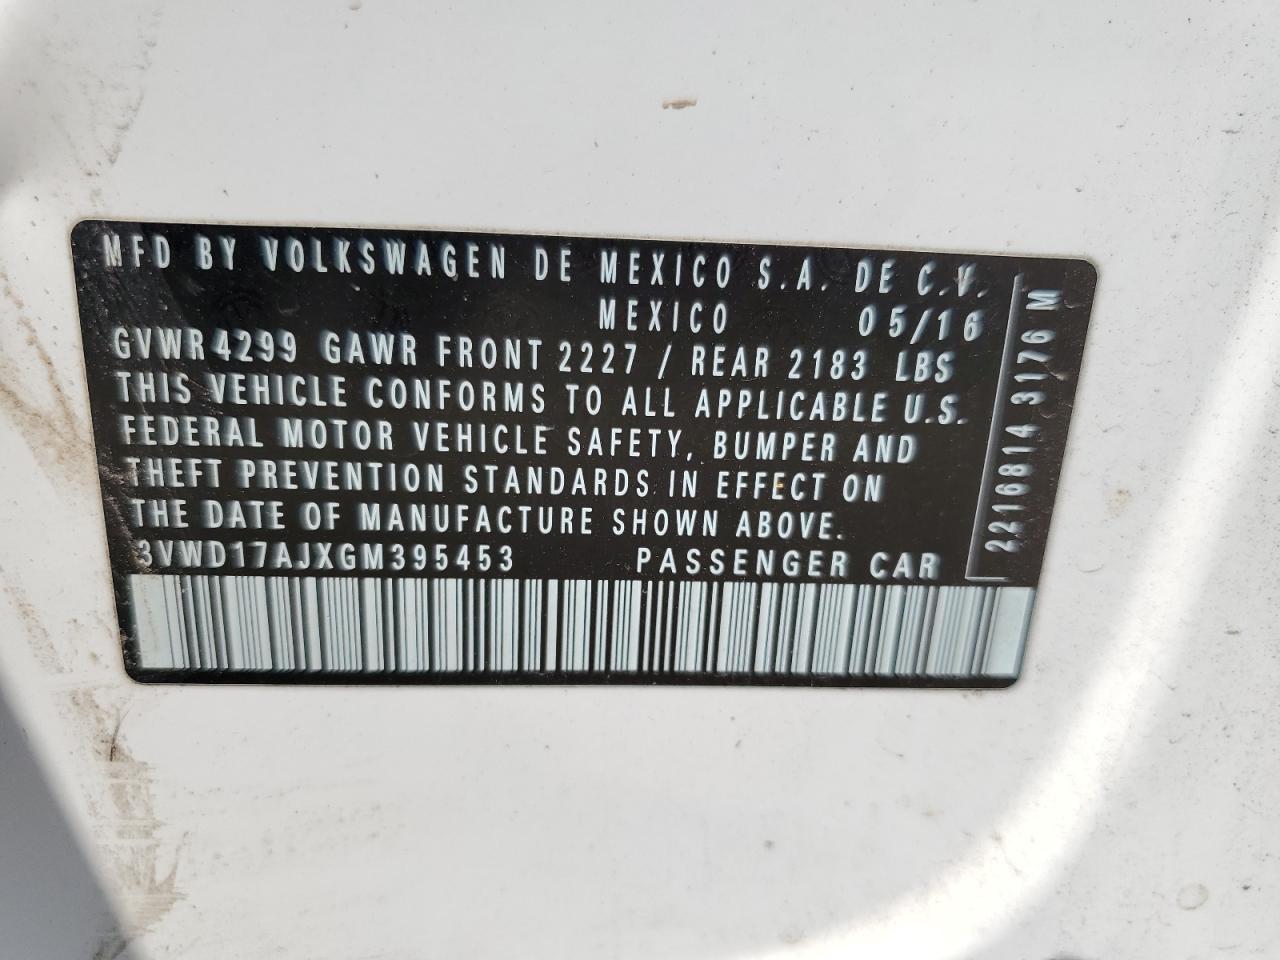 MFD BY VOLKSWAGEN DE MEXICO S.A. DE C.V.
MEXICO 05/16
GVWR 4299 GAWR FRONT 2227 / REAR 2183 LBS
THIS VEHICLE CONFORMS TO ALL APPLICABLE U.S.
FEDERAL MOTOR VEHICLE SAFETY, BUMPER AND
THEFT PREVENTION STANDARDS IN EFFECT ON
THE DATE OF MANUFACTURE SHOWN ABOVE.
3VWD17AJXGM395453 PASSENGER CAR
2216814 3176 M